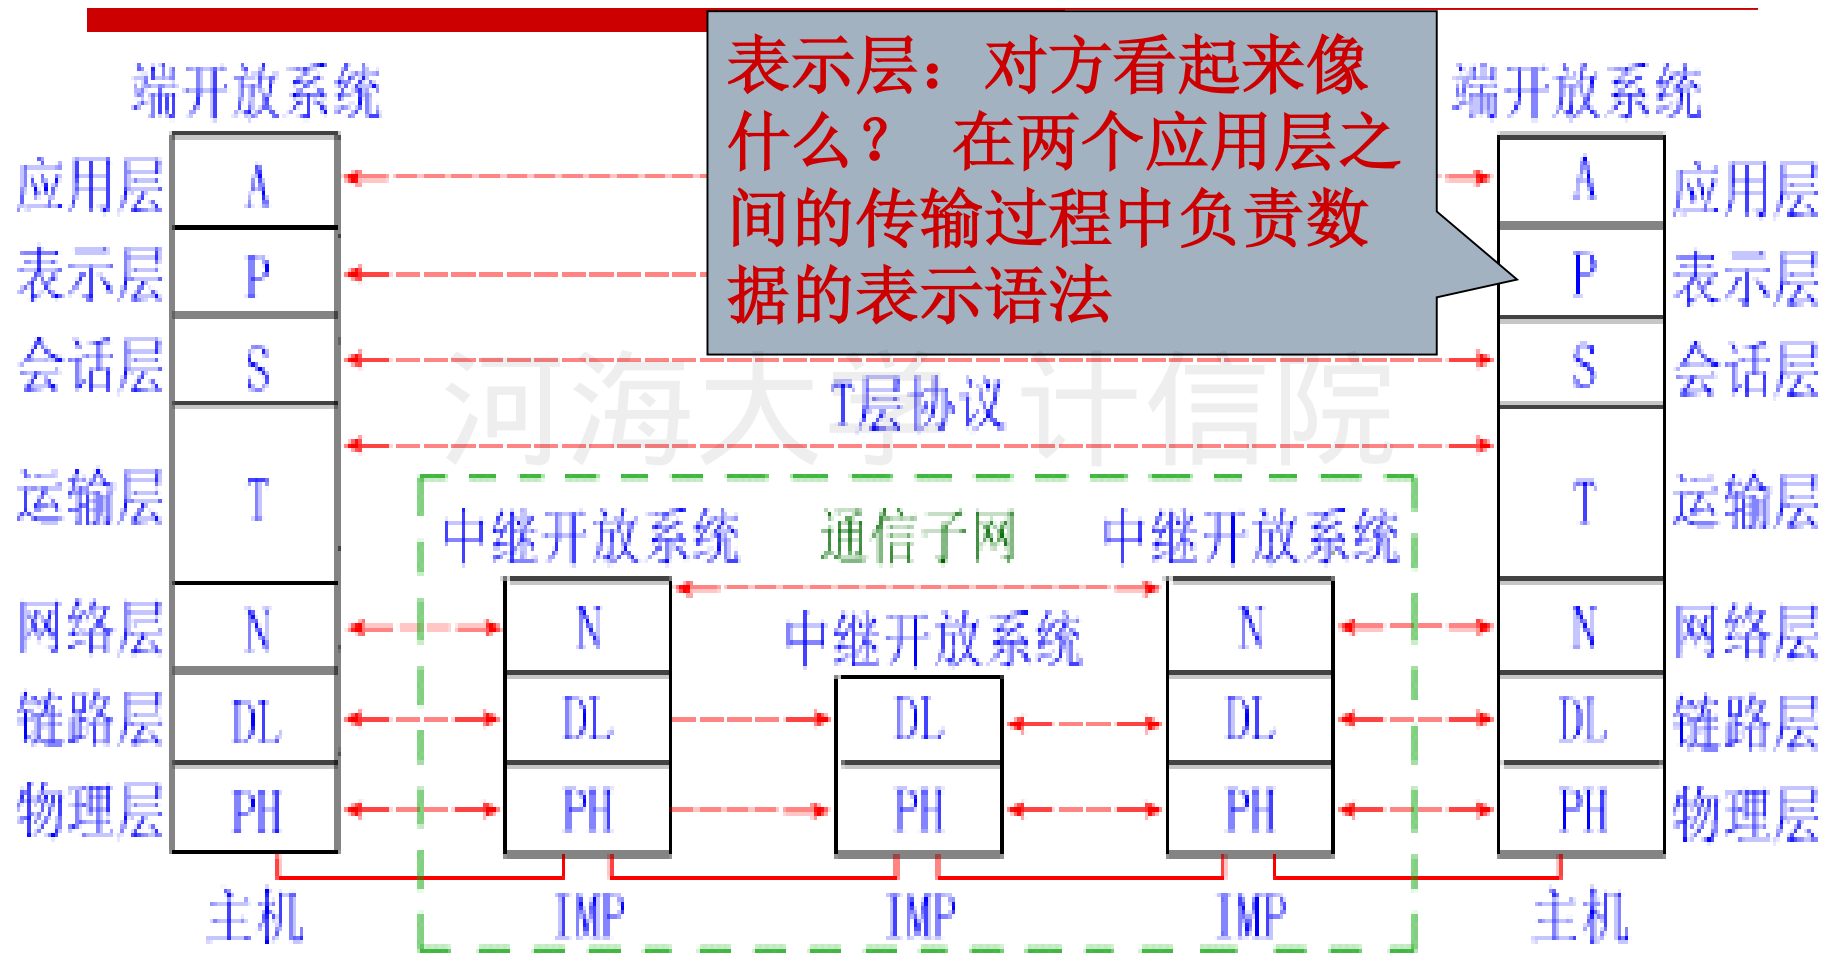 表示层：对方看起来像
什么？ 在两个应用层之
间的传输过程中负责数
据的表示语法
端开放系统 端开放系统
应用层 A A 应用层
表示层 P P 表示层
会话层 S S 会话层
河海大学 计信院
T层协议
运输层 T T 运输层
中继开放系统 通信子网 中继开放系统
网络层 N N N N 网络层
中继开放系统
链路层 DL DL DL DL DL 链路层
物理层 PH PH PH PH PH 物理层
主机 IMP IMP IMP 主机